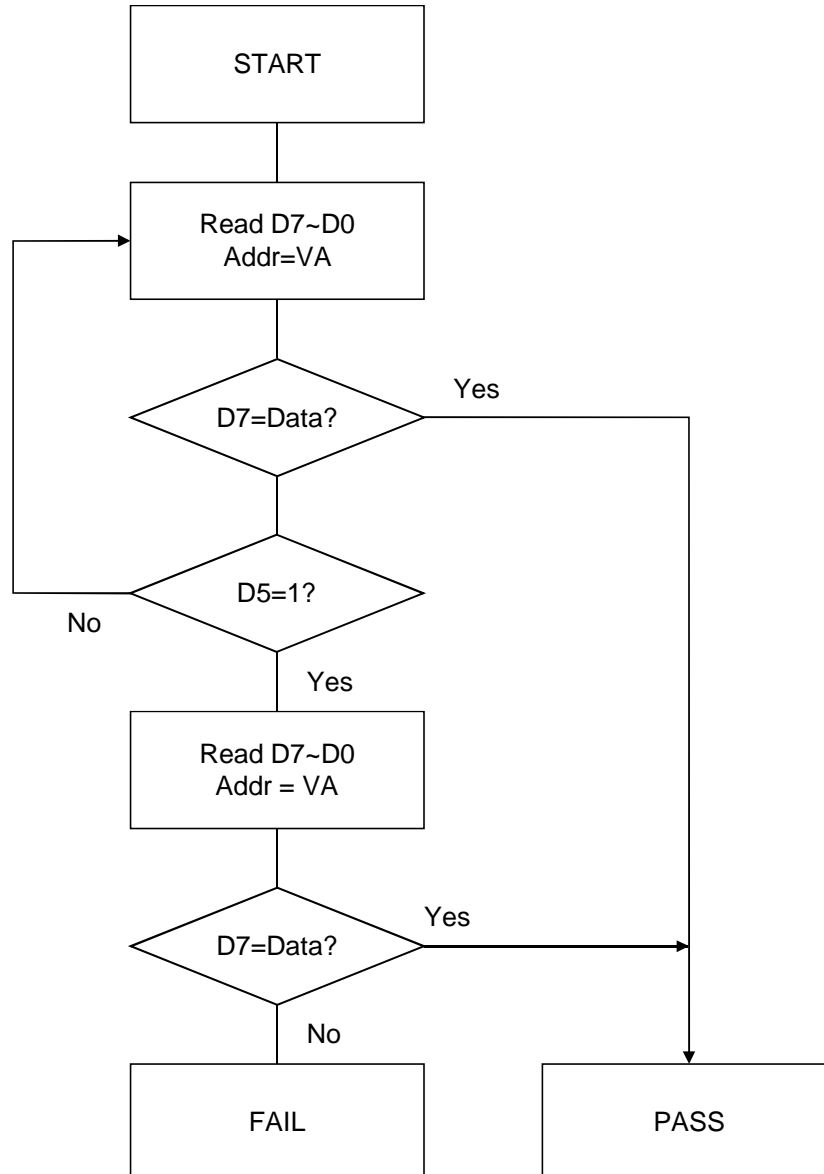 START
Read D7~D0
Addr=VA
Yes
D7=Data?
D5=1?
No
Yes
Read D7~D0
Addr = VA
Yes
D7=Data?
No
FAIL
PASS